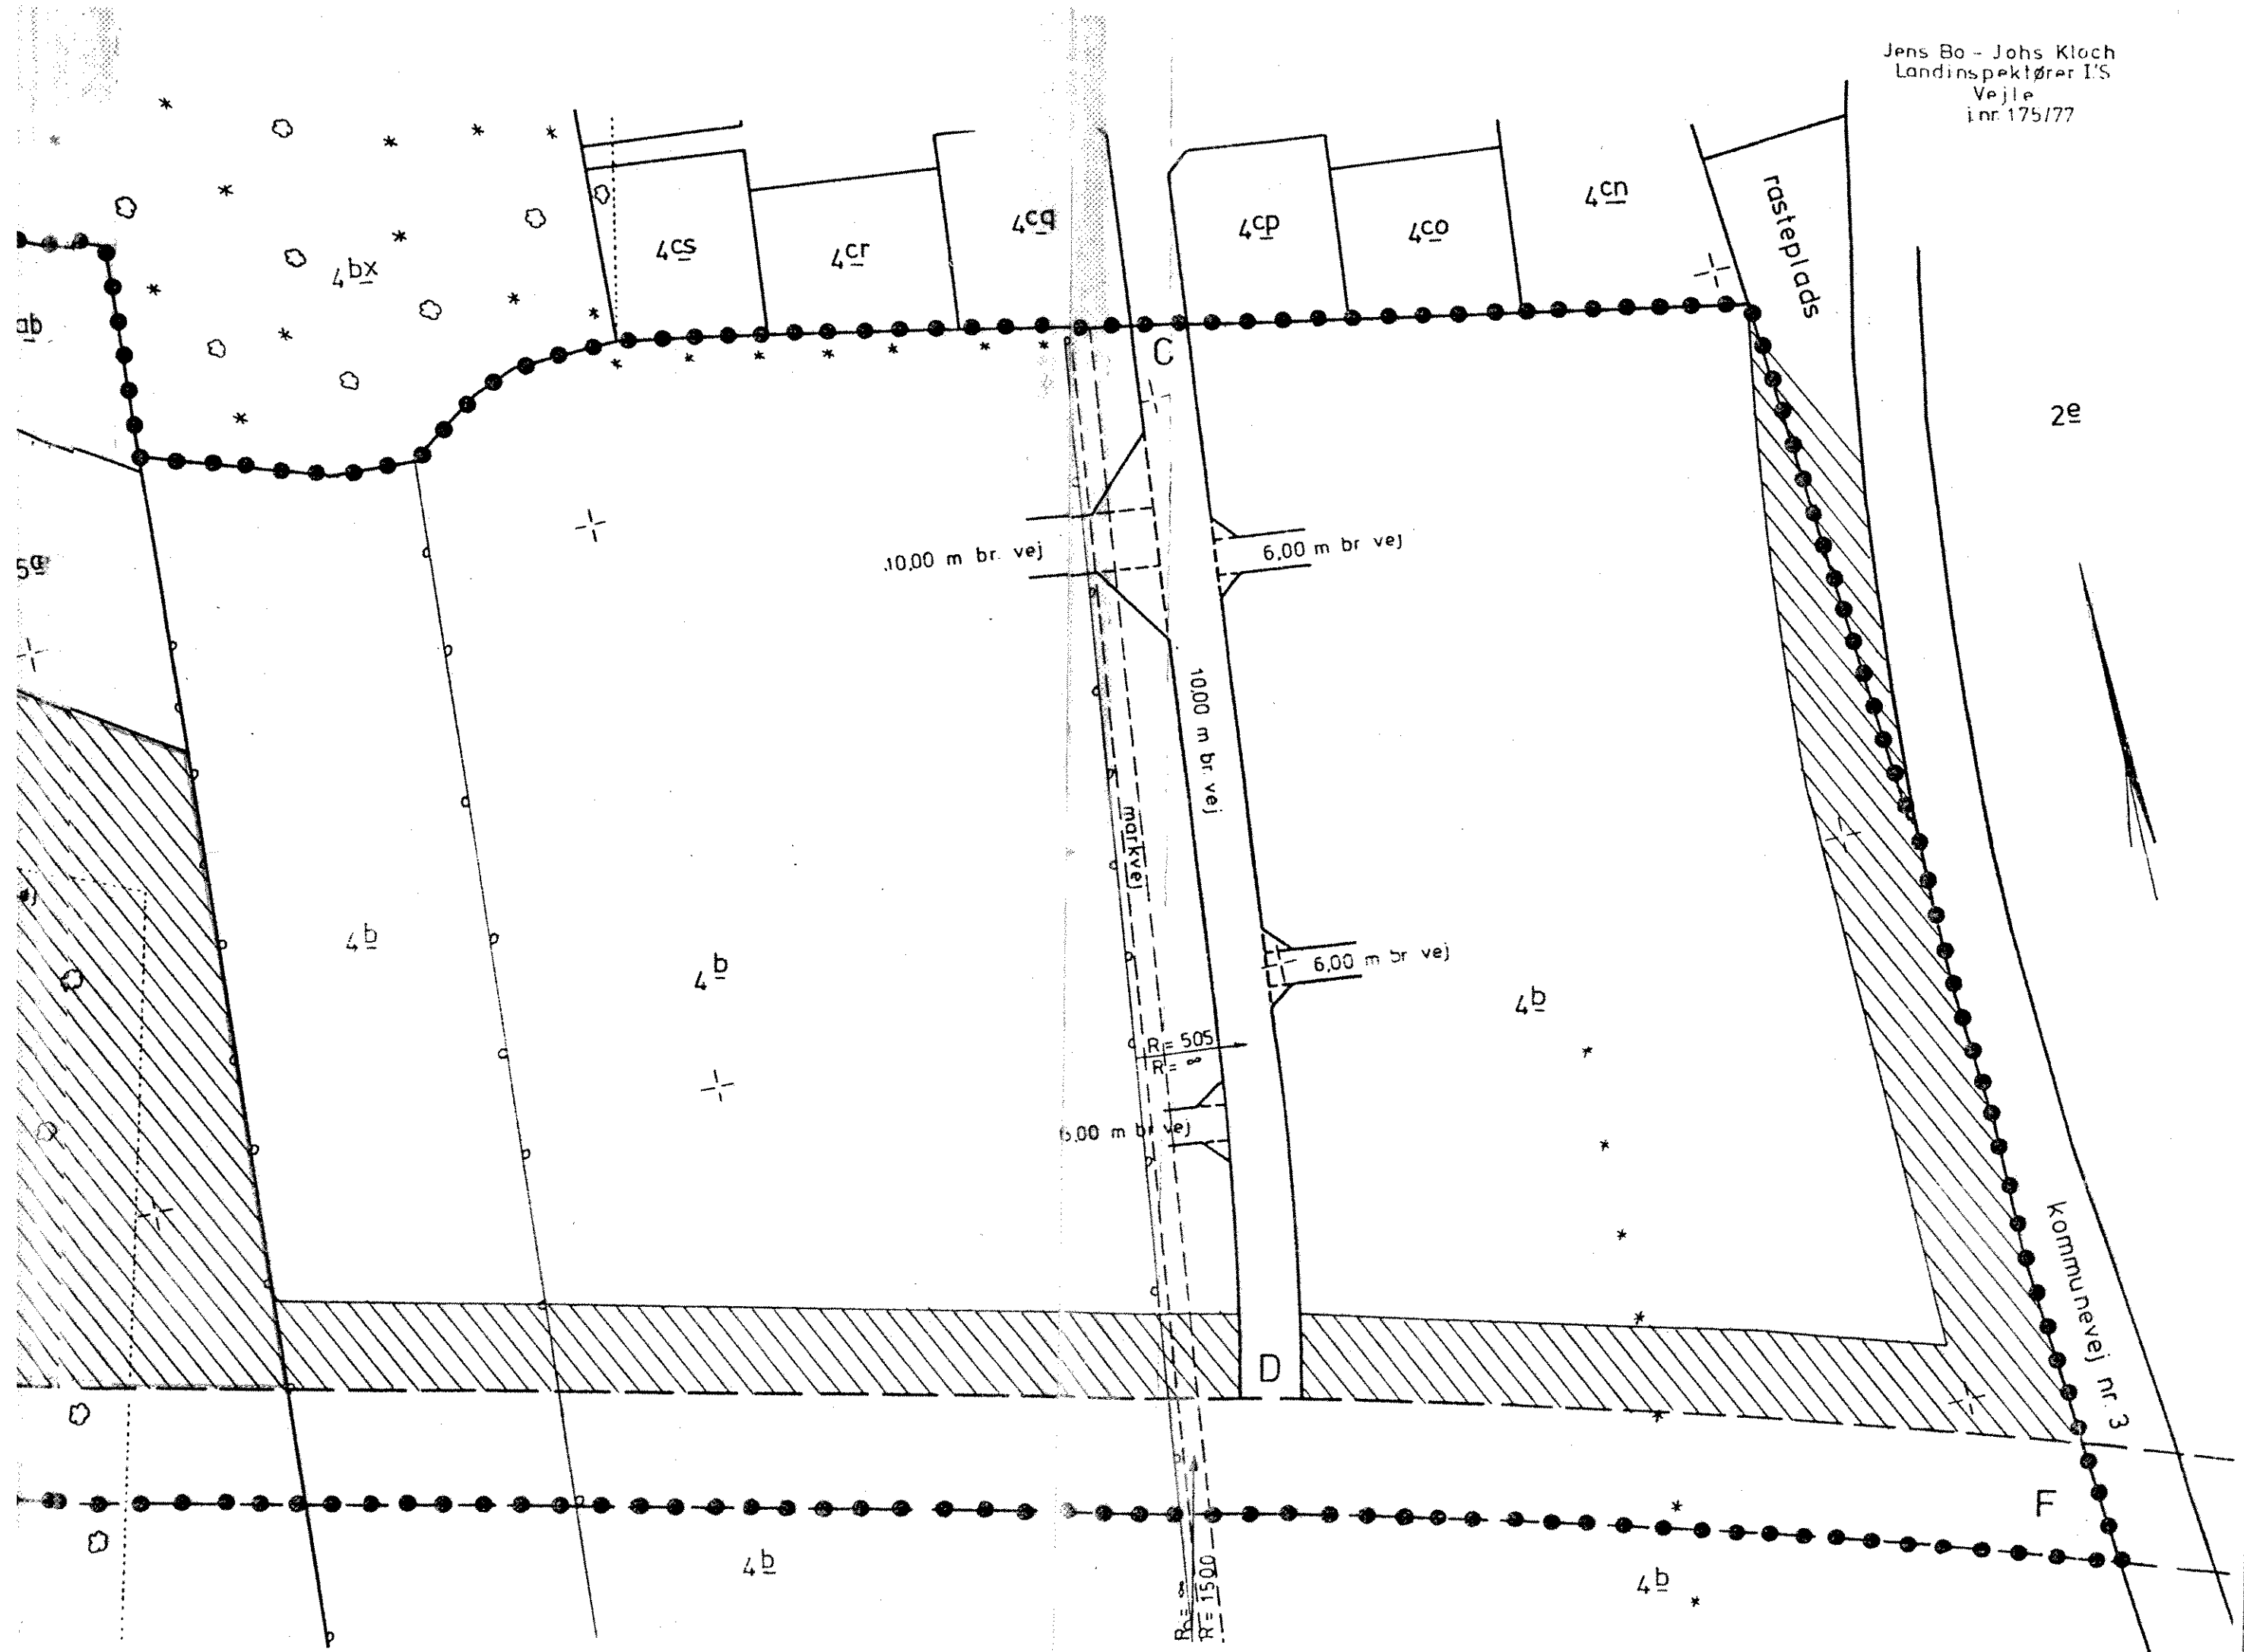 Jens Bo - Johs Kloch
Landinspektører I/S
Vejle
j.nr. 175/77
rasteplads
4cn
4cq
4cp
4co
4cs
4cr
4bx
ab
C
2e
10,00 m br. vej
6,00 m br vej
5a
10,00 m br. vej
markvej
4b
4b
6,00 m br vej
4b
R = 505
R = ∞
6,00 m br vej
kommunevej nr. 3
D
F
4b
4b
R = ∞
R = 1500